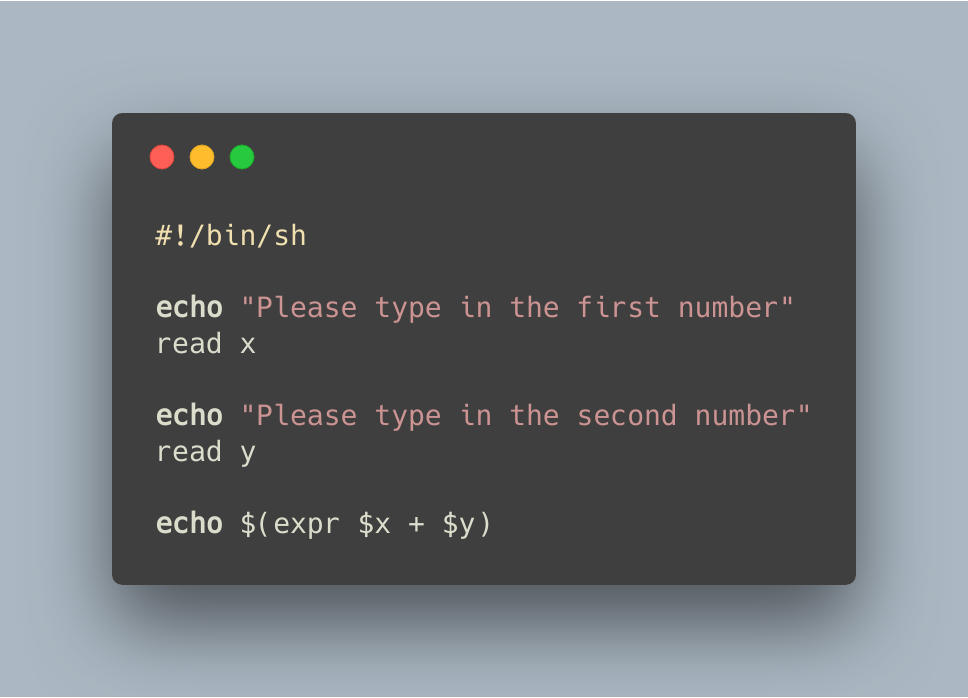 #!/bin/sh
echo "Please type in the first number"
read x
echo "Please type in the second number"
read y
echo $(expr $x + $y)